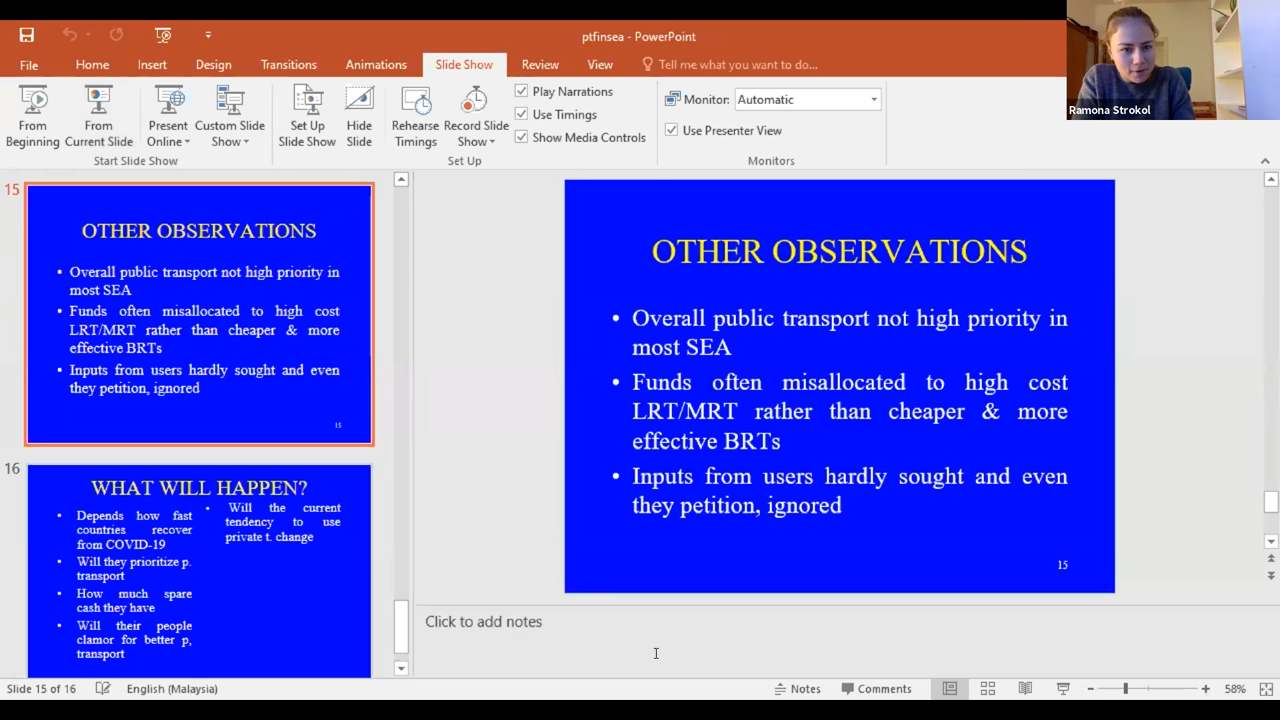 ptfinsea - PowerPoint
File Home Insert Design Transitions Animations Slide Show Review View Tell me what you want to do...
Ramona Strokol
From Beginning
From Current Slide
Present Online
Custom Slide Show
Start Slide Show
Set Up Slide Show
Hide Slide
Rehearse Timings
Record Slide Show
Play Narrations
Use Timings
Show Media Controls
Set Up
Monitor: Automatic
Use Presenter View
Monitors
15
OTHER OBSERVATIONS
• Overall public transport not high priority in
most SEA
• Funds often misallocated to high cost
LRT/MRT rather than cheaper & more
effective BRTs
• Inputs from users hardly sought and even
they petition, ignored
15
16
WHAT WILL HAPPEN?
• Depends how fast
countries recover
from COVID-19
• Will they prioritize p.
transport
• How much spare
cash they have
• Will their people
clamor for better p,
transport
• Will the current
tendency to use
private t. change
OTHER OBSERVATIONS
• Overall public transport not high priority in
most SEA
• Funds often misallocated to high cost
LRT/MRT rather than cheaper & more
effective BRTs
• Inputs from users hardly sought and even
they petition, ignored
15
Click to add notes
Slide 15 of 16 English (Malaysia) Notes Comments 58%